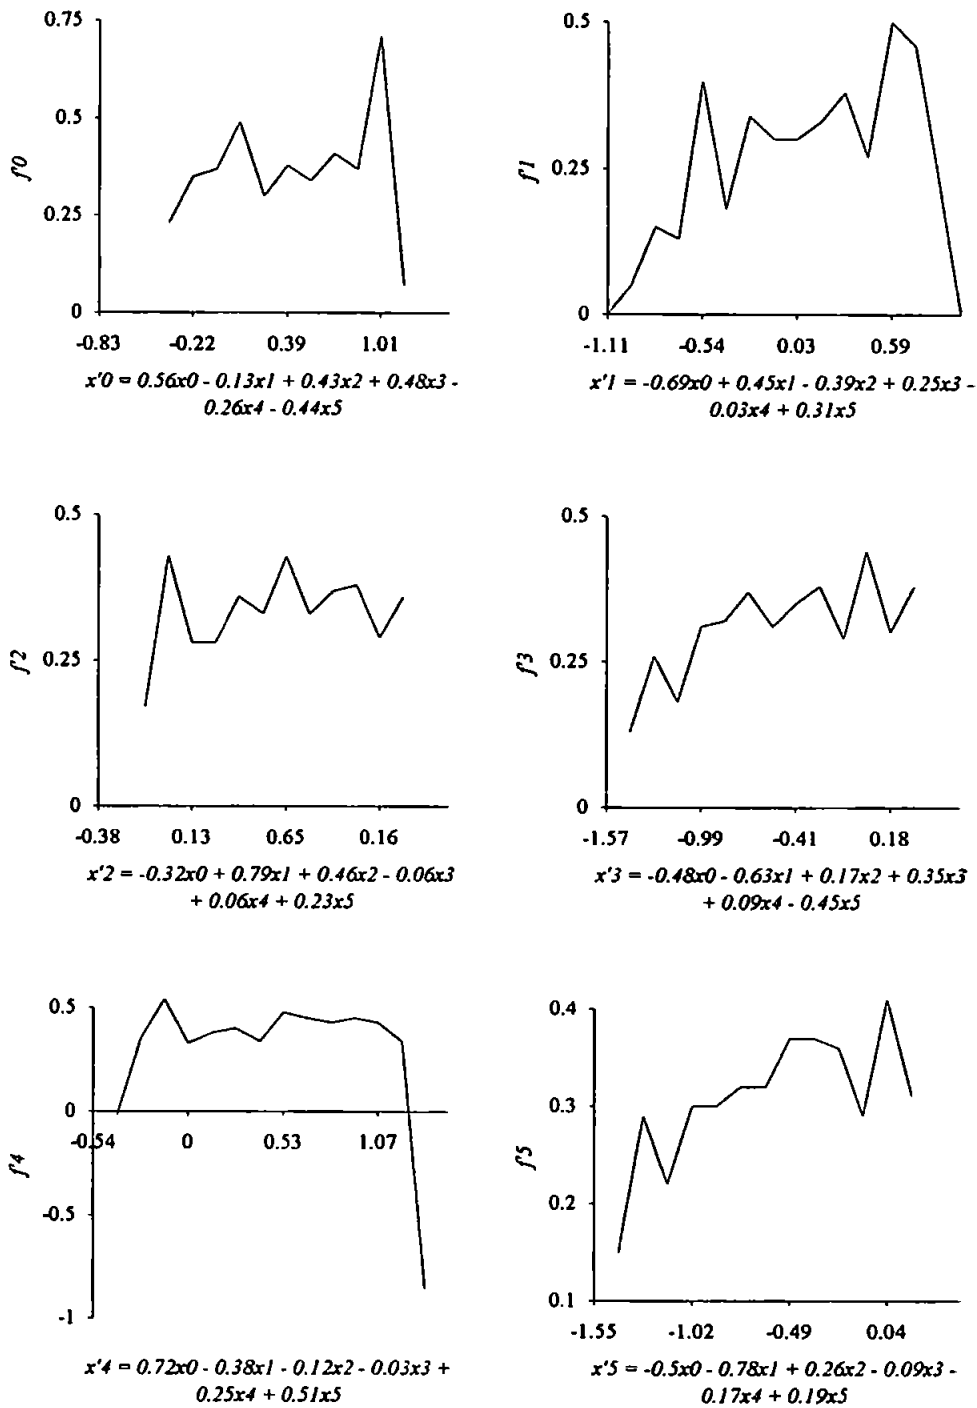 0.75
0.5
f'0
0.25
0
-0.83 -0.22 0.39 1.01
x'0 = 0.56x0 - 0.13x1 + 0.43x2 + 0.48x3 -
0.26x4 - 0.44x5
0.5
f'1
0.25
0
-1.11 -0.54 0.03 0.59
x'1 = -0.69x0 + 0.45x1 - 0.39x2 + 0.25x3 -
0.03x4 + 0.31x5
0.5
f'2
0.25
0
-0.38 0.13 0.65 0.16
x'2 = -0.32x0 + 0.79x1 + 0.46x2 - 0.06x3
+ 0.06x4 + 0.23x5
0.5
f'3
0.25
0
-1.57 -0.99 -0.41 0.18
x'3 = -0.48x0 - 0.63x1 + 0.17x2 + 0.35x3
+ 0.09x4 - 0.45x5
0.5
0
-0.54 0 0.53 1.07
f'4
-0.5
-1
x'4 = 0.72x0 - 0.38x1 - 0.12x2 - 0.03x3 +
0.25x4 + 0.51x5
0.4
0.3
f'5
0.2
0.1
-1.55 -1.02 -0.49 0.04
x'5 = -0.5x0 - 0.78x1 + 0.26x2 - 0.09x3 -
0.17x4 + 0.19x5